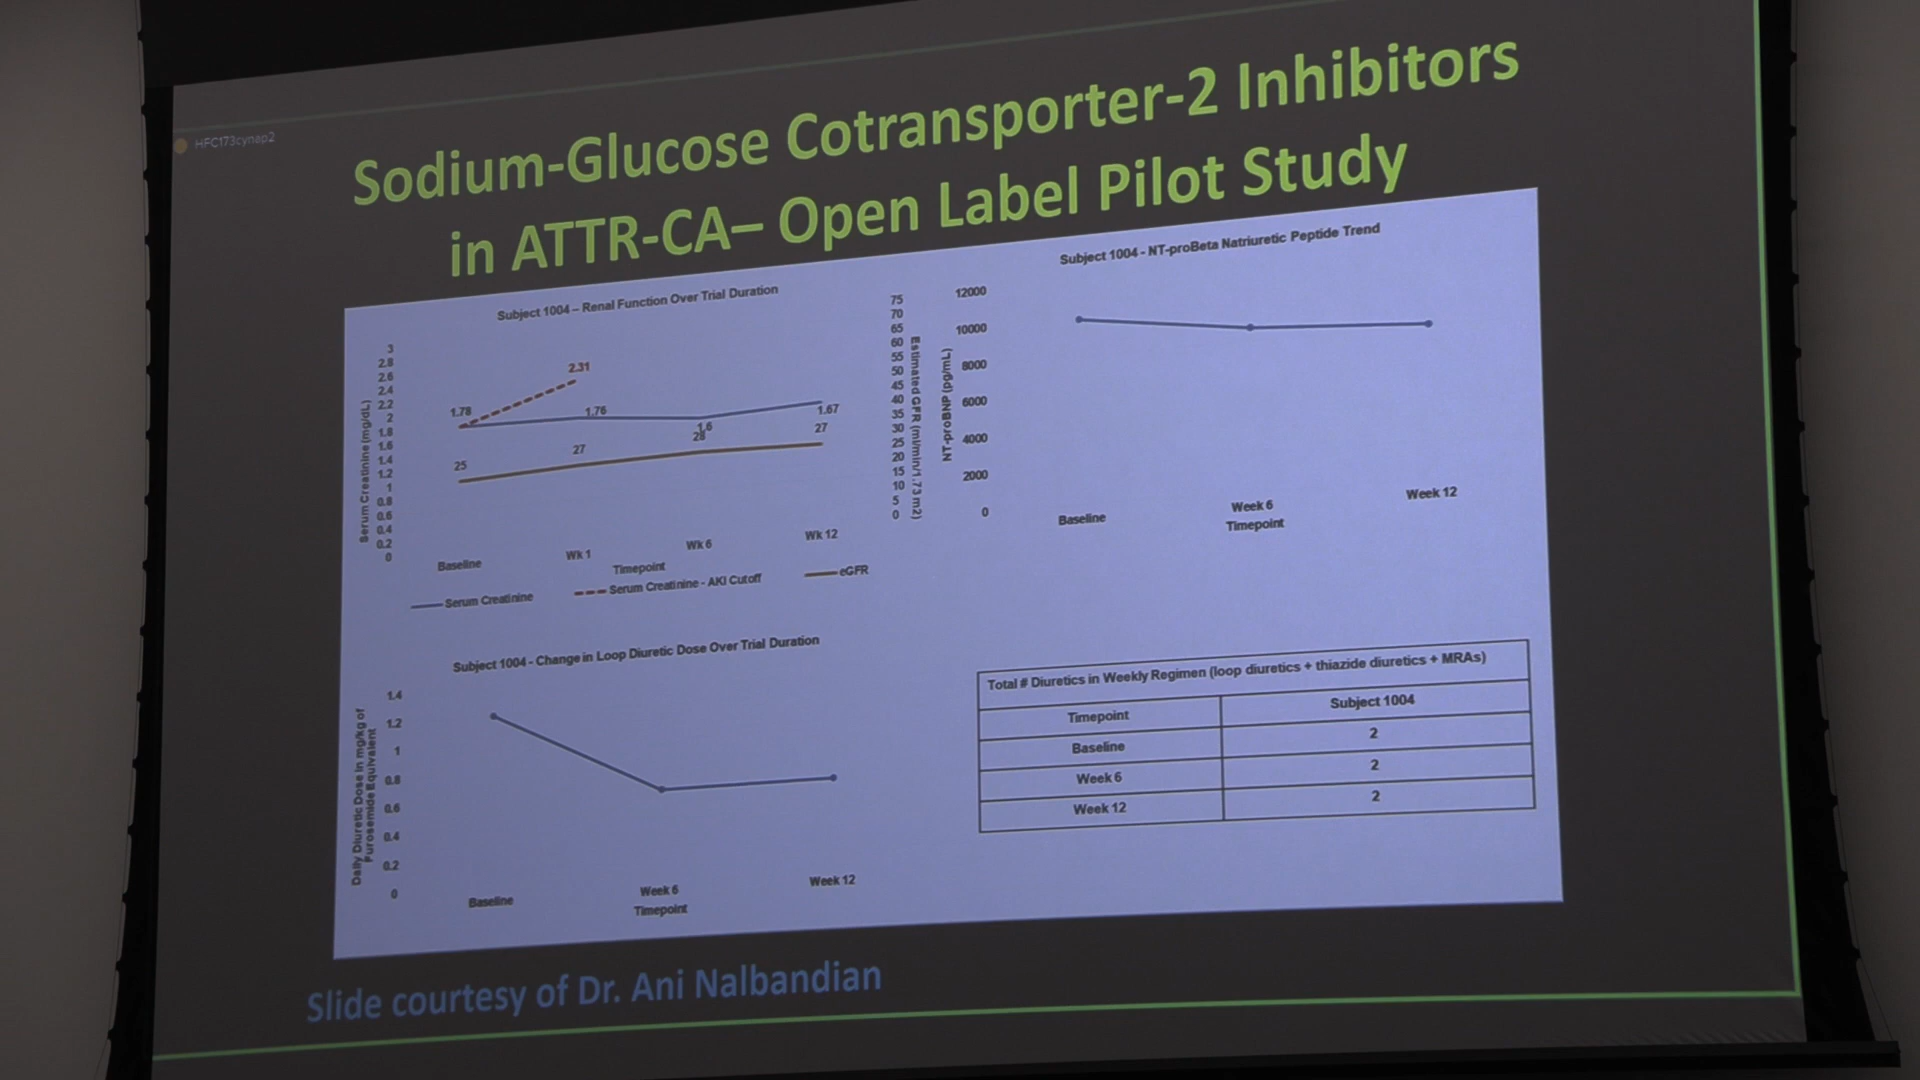 HFC173cynap2
Sodium-Glucose Cotransporter-2 Inhibitors
in ATTR-CA– Open Label Pilot Study
Subject 1004 – Renal Function Over Trial Duration
3
2.8
2.6
2.4
2.2
2
1.8
1.6
1.4
1.2
1
0.8
0.6
0.4
0.2
0
Serum Creatinine (mg/dL)
2.31
1.78
1.76
1.6
1.67
25
27
28
27
75
70
65
60
55
50
45
40
35
30
25
20
15
10
5
0
Estimated GFR (ml/min/1.73 m2)
Baseline
Wk 1
Wk 6
Wk 12
Timepoint
Serum Creatinine
Serum Creatinine - AKI Cutoff
eGFR
Subject 1004 - NT-proBeta Natriuretic Peptide Trend
12000
10000
8000
6000
4000
2000
0
NT-proBNP (pg/mL)
Baseline
Week 6
Week 12
Timepoint
Subject 1004 - Change in Loop Diuretic Dose Over Trial Duration
1.4
1.2
1
0.8
0.6
0.4
0.2
0
Daily Diuretic Dose in mg/kg of
Furosemide Equivalent
Baseline
Week 6
Week 12
Timepoint
Total # Diuretics in Weekly Regimen (loop diuretics + thiazide diuretics + MRAs)
Timepoint Subject 1004
Baseline 2
Week 6 2
Week 12 2
Slide courtesy of Dr. Ani Nalbandian